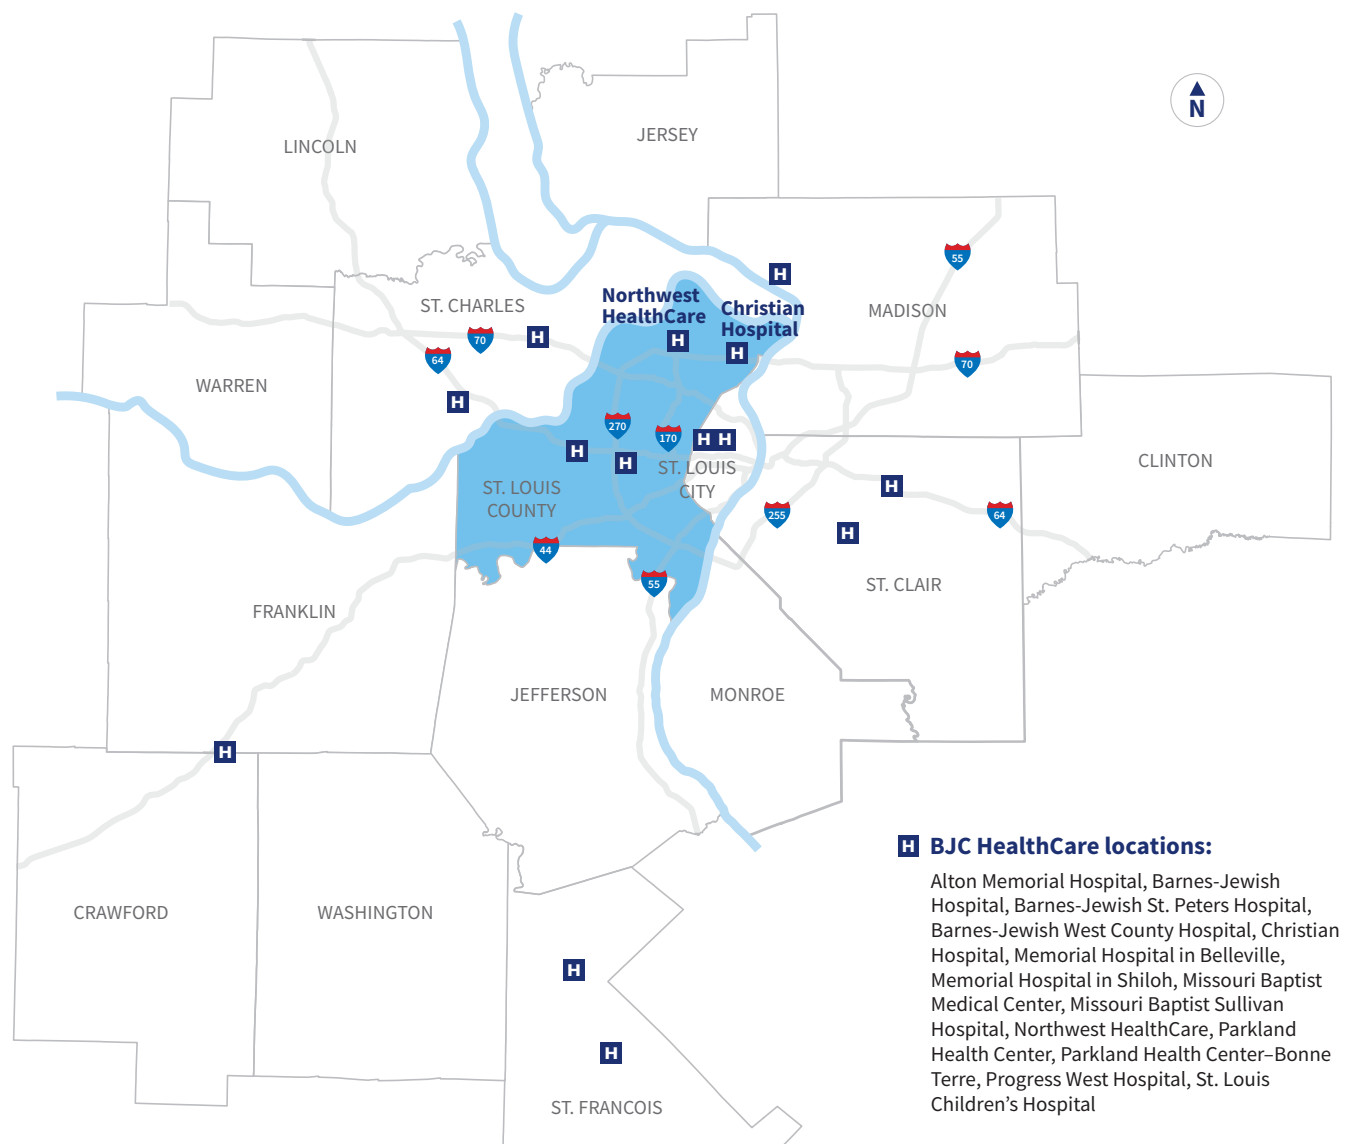 N
JERSEY
LINCOLN
55
H
Northwest
HealthCare
Christian
Hospital
ST. CHARLES
MADISON
70
H
H
H
64
70
WARREN
H
270
170
H H
H
H
ST. LOUIS
CITY
CLINTON
ST. LOUIS
COUNTY
H
255
64
H
44
55
ST. CLAIR
FRANKLIN
JEFFERSON
MONROE
H
CRAWFORD
WASHINGTON
H
H
ST. FRANCOIS
H BJC HealthCare locations:
Alton Memorial Hospital, Barnes-Jewish
Hospital, Barnes-Jewish St. Peters Hospital,
Barnes-Jewish West County Hospital, Christian
Hospital, Memorial Hospital in Belleville,
Memorial Hospital in Shiloh, Missouri Baptist
Medical Center, Missouri Baptist Sullivan
Hospital, Northwest HealthCare, Parkland
Health Center, Parkland Health Center–Bonne
Terre, Progress West Hospital, St. Louis
Children’s Hospital